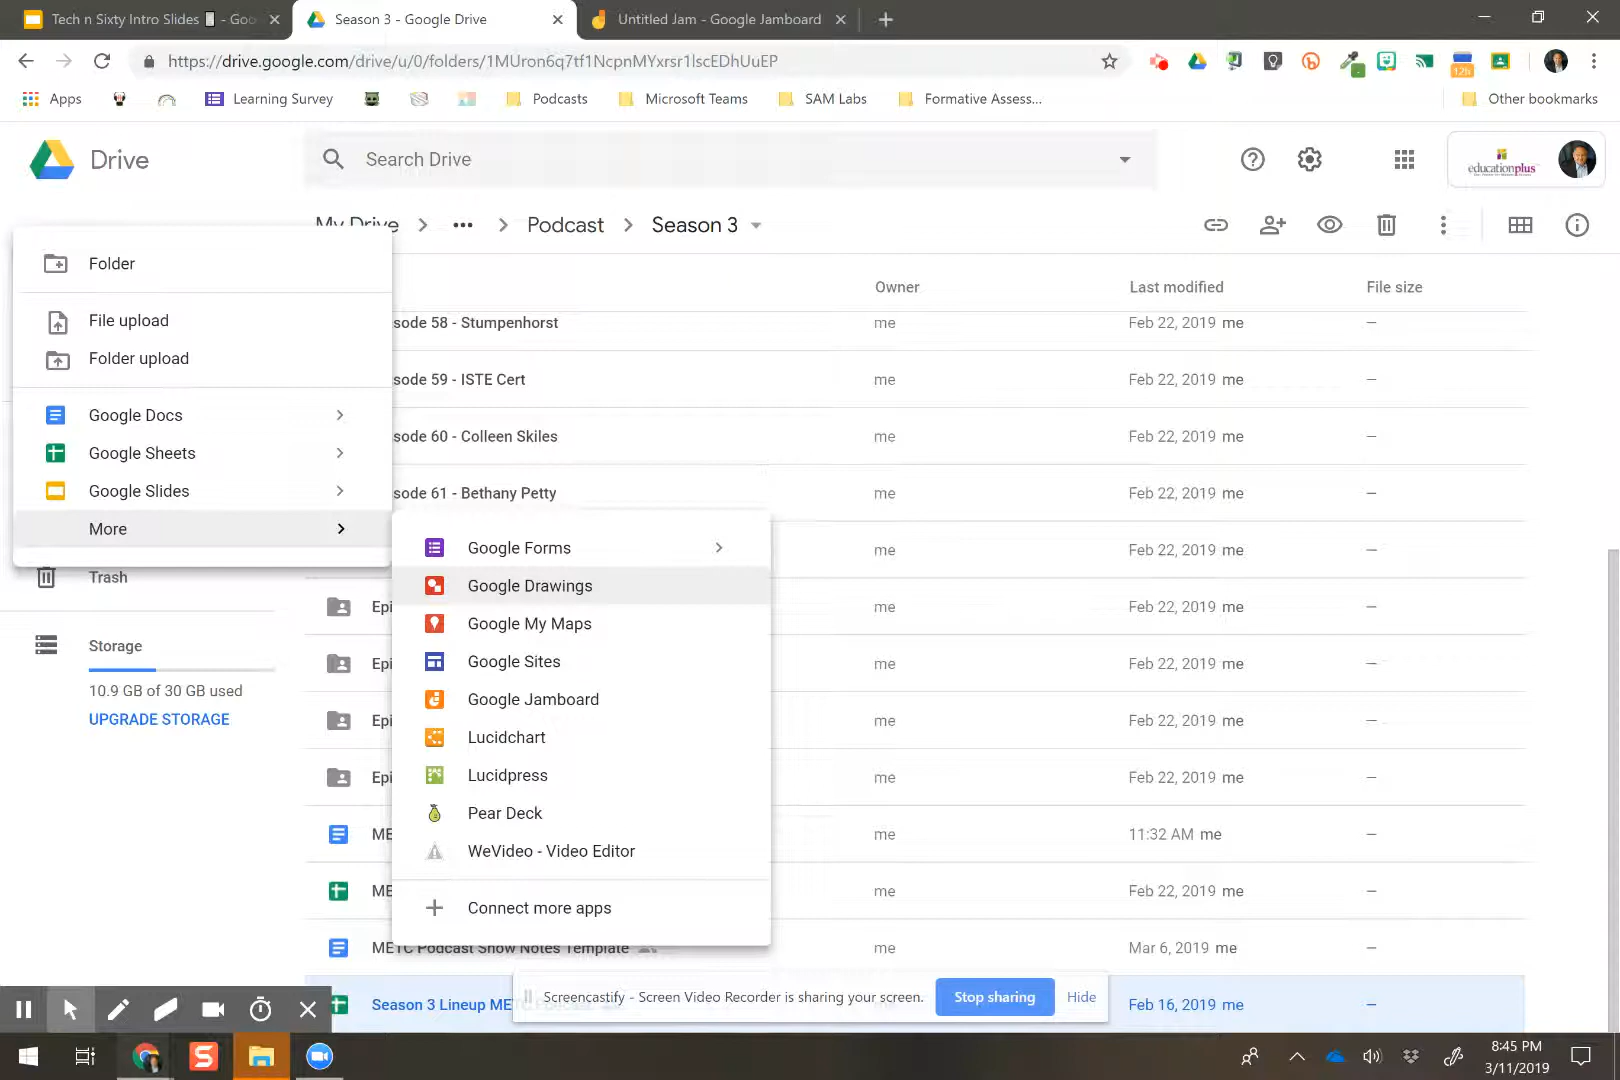 Tech n Sixty Intro Slides
Season 3 - Google Drive
Untitled Jam - Google Jamboard
https://drive.google.com/drive/u/0/folders/1MUron6q7tf1NcpnMYxrsr1lscEDhUuEP
Apps
Learning Survey
Podcasts
Microsoft Teams
SAM Labs
Formative Assess...
Other bookmarks
Drive
Search Drive
educationplus
My Drive
Podcast
Season 3
Folder
File upload
Folder upload
Google Docs
Google Sheets
Google Slides
More
Trash
Storage
10.9 GB of 30 GB used
UPGRADE STORAGE
Owner Last modified File size
sode 58 - Stumpenhorst me Feb 22, 2019 me –
sode 59 - ISTE Cert me Feb 22, 2019 me –
sode 60 - Colleen Skiles me Feb 22, 2019 me –
sode 61 - Bethany Petty me Feb 22, 2019 me –
me Feb 22, 2019 me –
Epi me Feb 22, 2019 me –
Epi me Feb 22, 2019 me –
Epi me Feb 22, 2019 me –
Epi me Feb 22, 2019 me –
ME me 11:32 AM me –
ME me Feb 22, 2019 me –
METC Podcast Show Notes Template me Mar 6, 2019 me –
Season 3 Lineup MET Feb 16, 2019 me –
Google Forms
Google Drawings
Google My Maps
Google Sites
Google Jamboard
Lucidchart
Lucidpress
Pear Deck
WeVideo - Video Editor
Connect more apps
Screencastify - Screen Video Recorder is sharing your screen.
Stop sharing
Hide
8:45 PM
3/11/2019